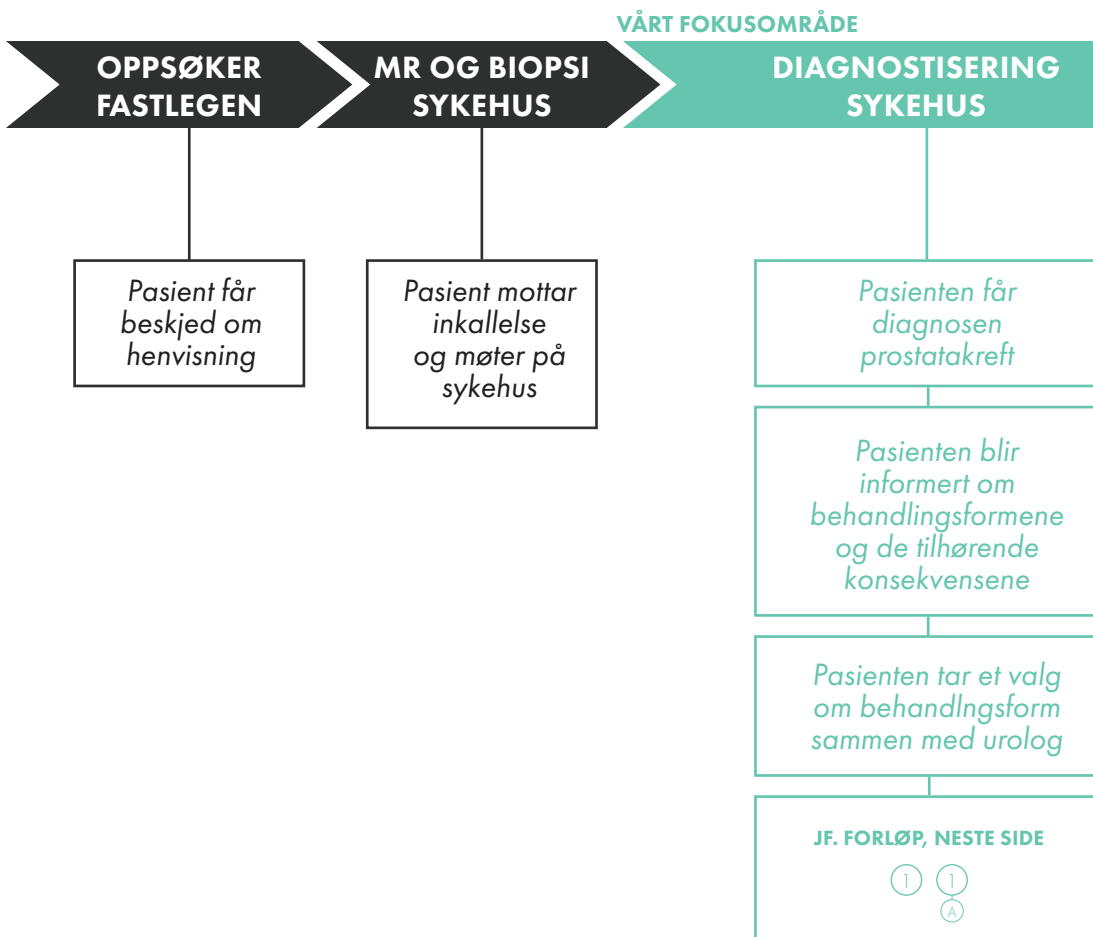 VÅRT FOKUSOMRÅDE
OPPSØKER
FASTLEGEN
MR OG BIOPSI
SYKEHUS
DIAGNOSTISERING
SYKEHUS
Pasient får
beskjed om
henvisning
Pasient mottar
inkallelse
og møter på
sykehus
Pasienten får
diagnosen
prostatakreft
Pasienten blir
informert om
behandlingsformene
og de tilhørende
konsekvensene
Pasienten tar et valg
om behandlngsform
sammen med urolog
JF. FORLØP, NESTE SIDE
1 1
A